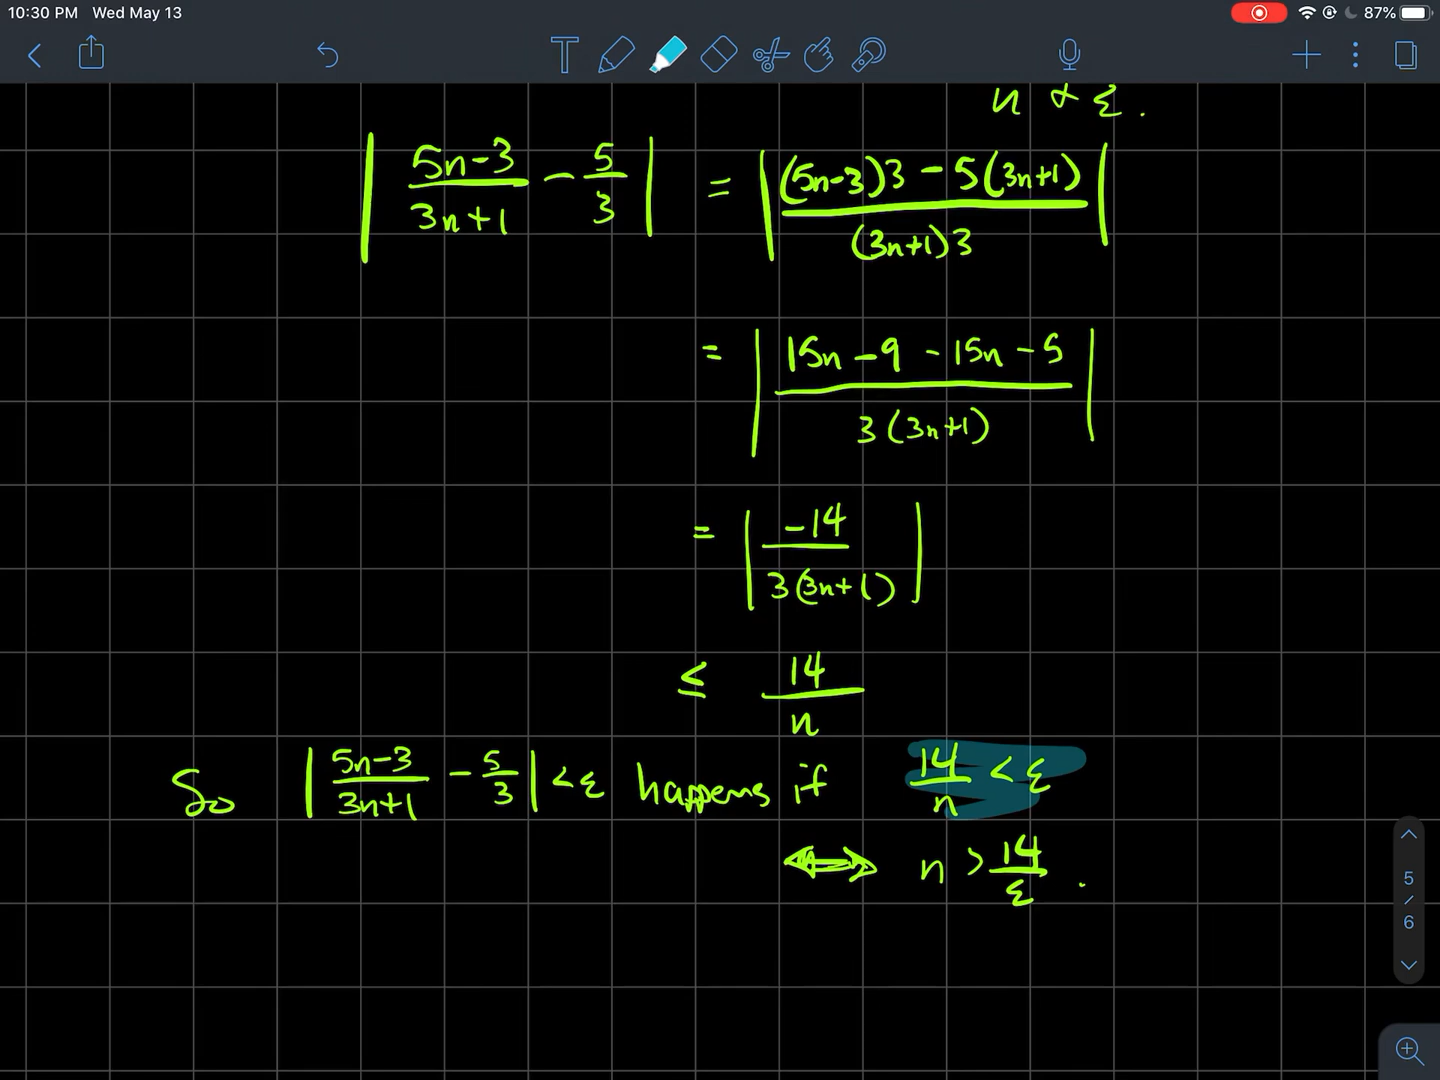 10:30 PM Wed May 13 87%
T
n & ε.
| (5n-3)/(3n+1) - 5/3 | = | ((5n-3)3 - 5(3n+1))/((3n+1)3) |
= | (15n - 9 - 15n - 5)/(3(3n+1)) |
= | -14/(3(3n+1)) |
≤ 14/n
So | (5n-3)/(3n+1) - 5/3 | < ε happens if 14/n < ε
⟺ n > 14/ε .
5
/
6